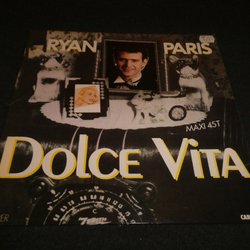 RYAN PARIS
MAXI 45T
DOLCE VITA